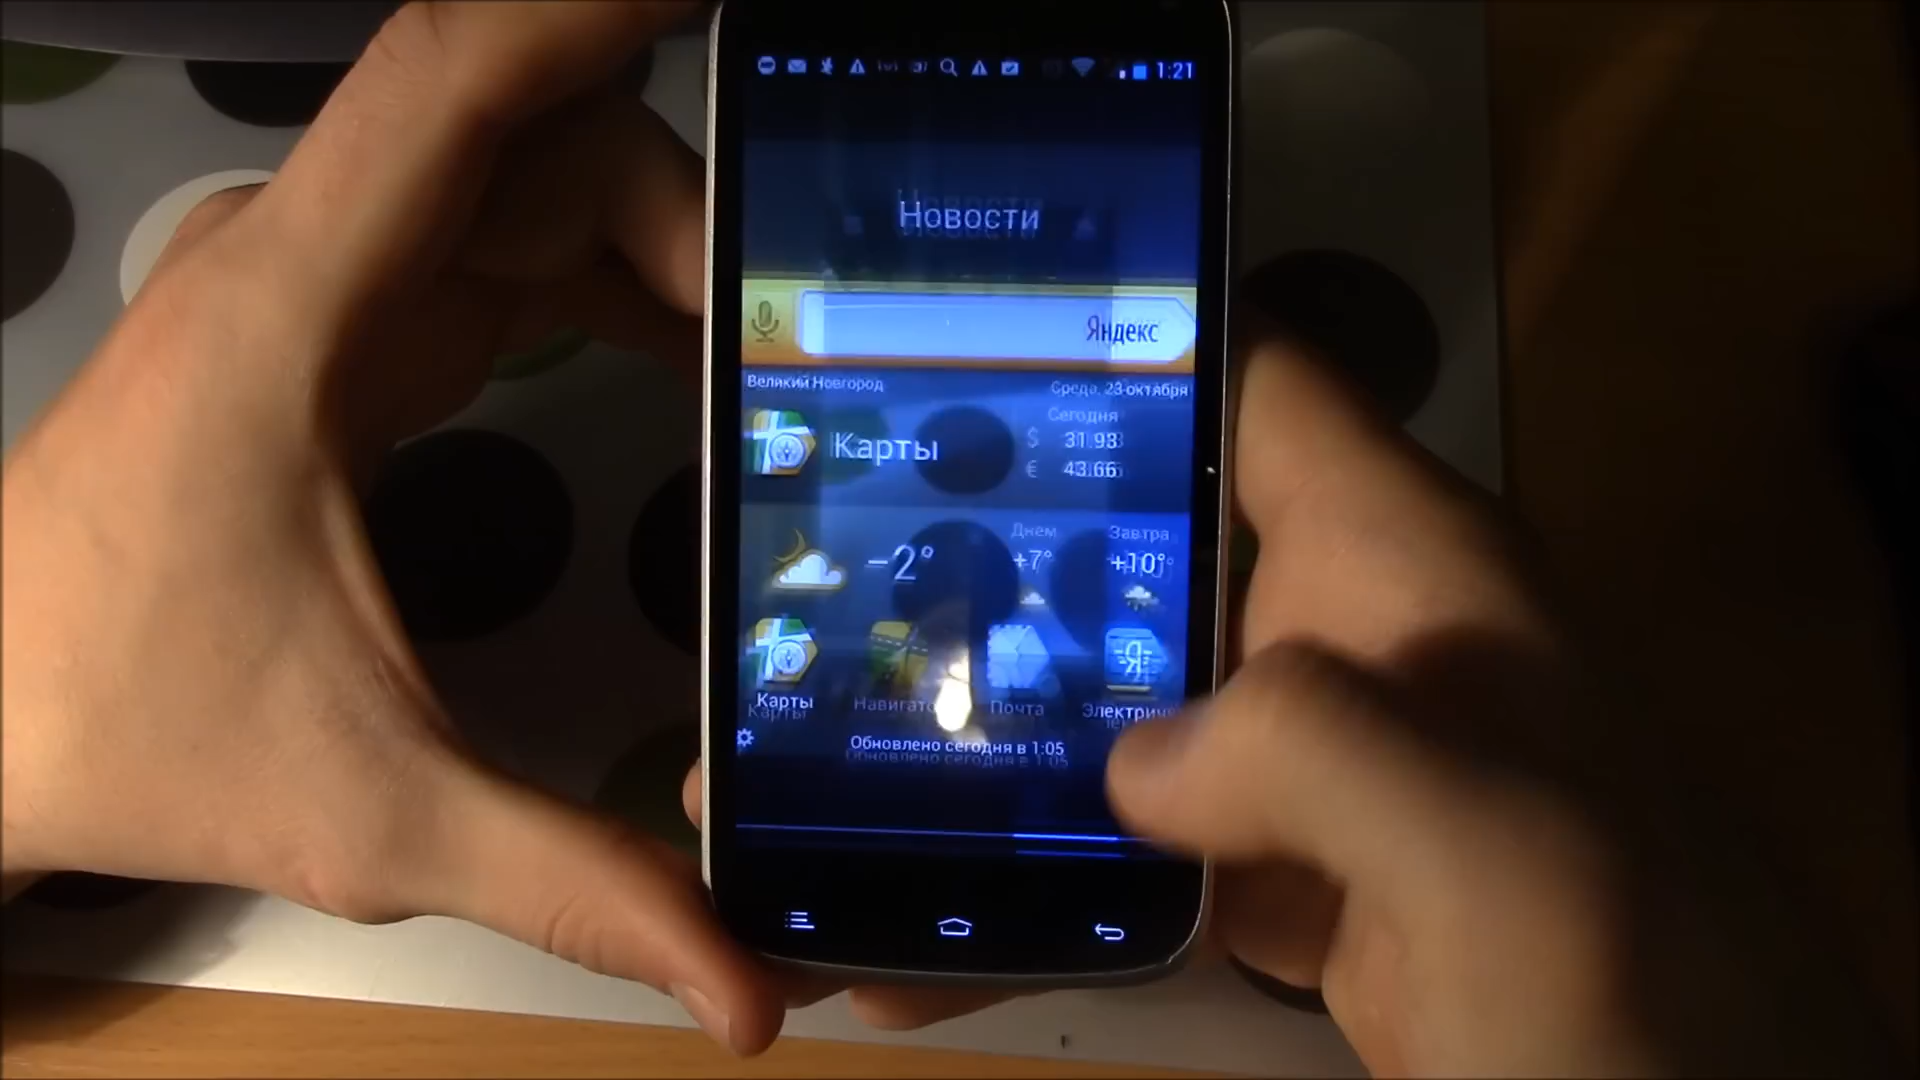 1:21
Новости
Яндекс
Великий Новгород
Среда, 23 октября
Сегодня
Карты
$ 31.93
€ 43.66
Днем
Завтра
-2°
+7°
+10°
Карты
Почта
Обновлено сегодня в 1:05